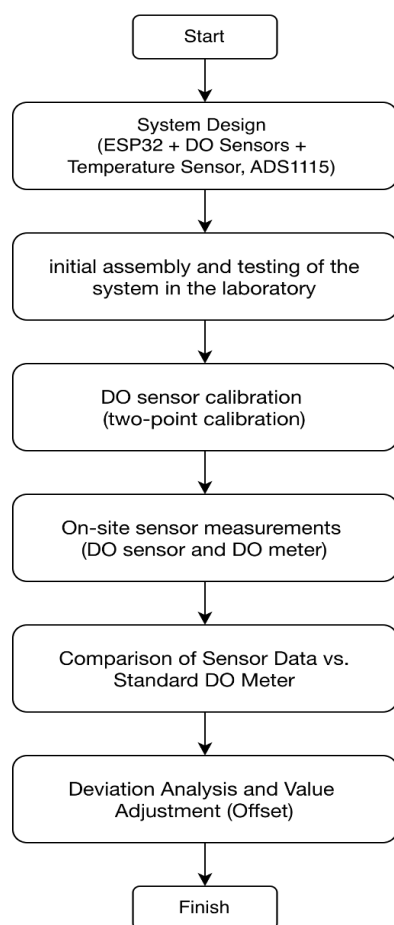 Start
System Design
(ESP32 + DO Sensors +
Temperature Sensor, ADS1115)
initial assembly and testing of the
system in the laboratory
DO sensor calibration
(two-point calibration)
On-site sensor measurements
(DO sensor and DO meter)
Comparison of Sensor Data vs.
Standard DO Meter
Deviation Analysis and Value
Adjustment (Offset)
Finish